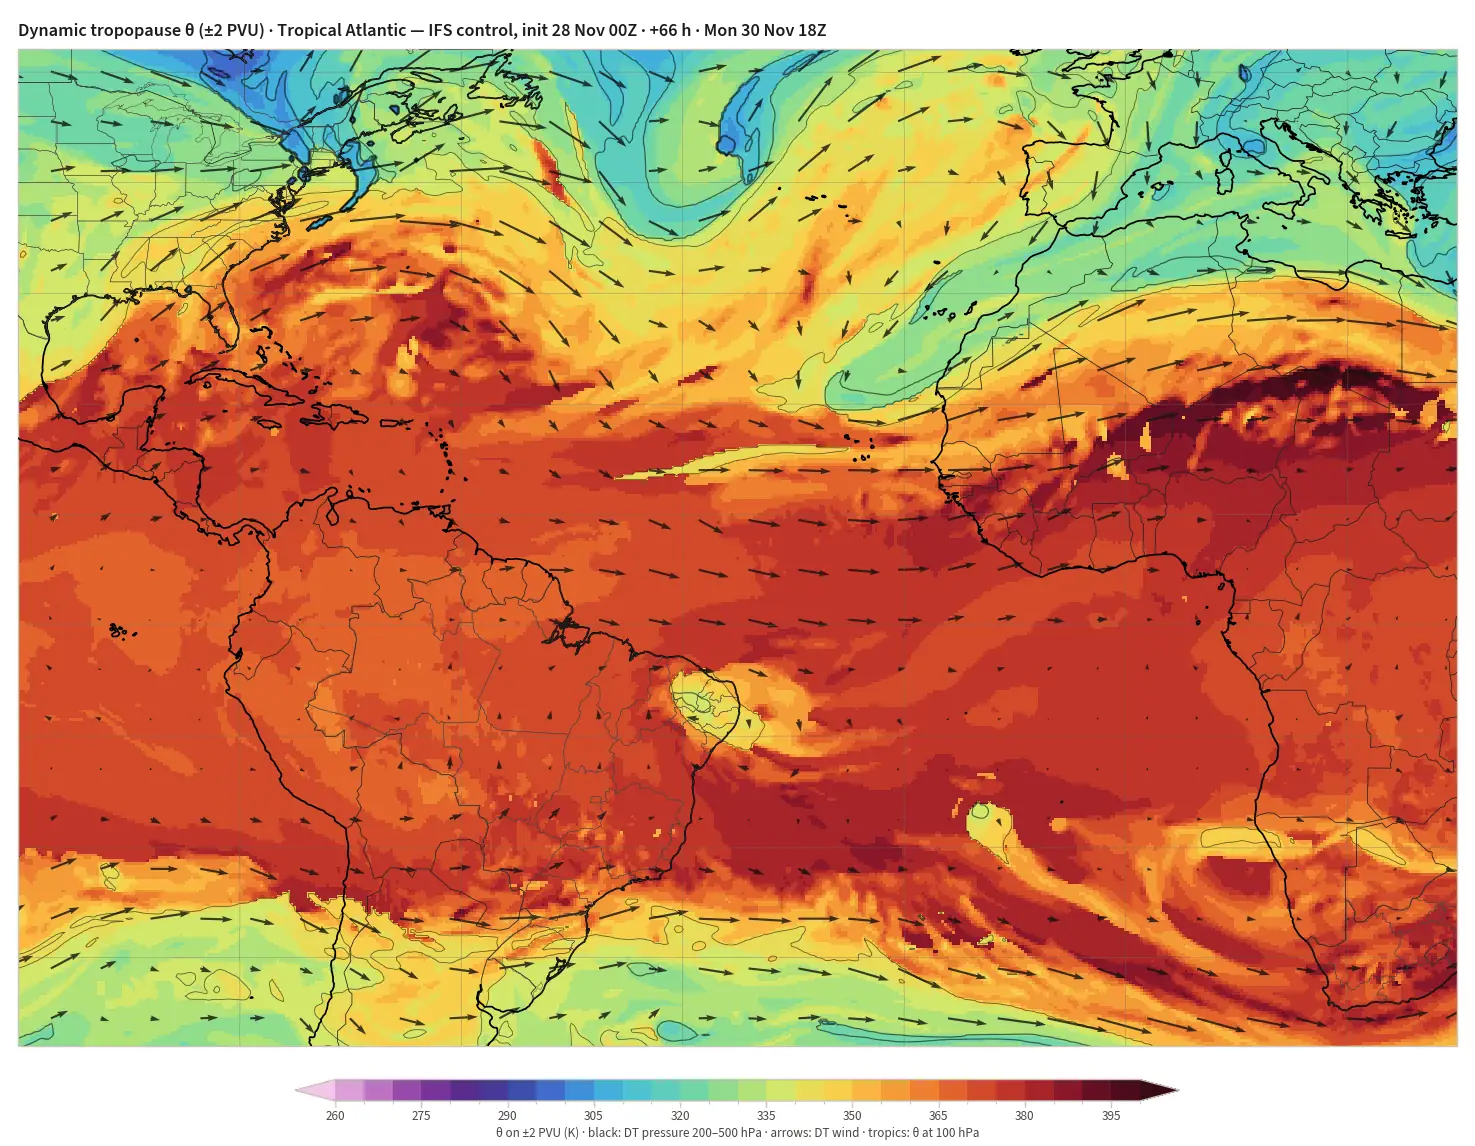 Dynamic tropopause θ (±2 PVU) · Tropical Atlantic — IFS control, init 28 Nov 00Z · +66 h · Mon 30 Nov 18Z
260 275 290 305 320 335 350 365 380 395
θ on ±2 PVU (K) · black: DT pressure 200–500 hPa · arrows: DT wind · tropics: θ at 100 hPa